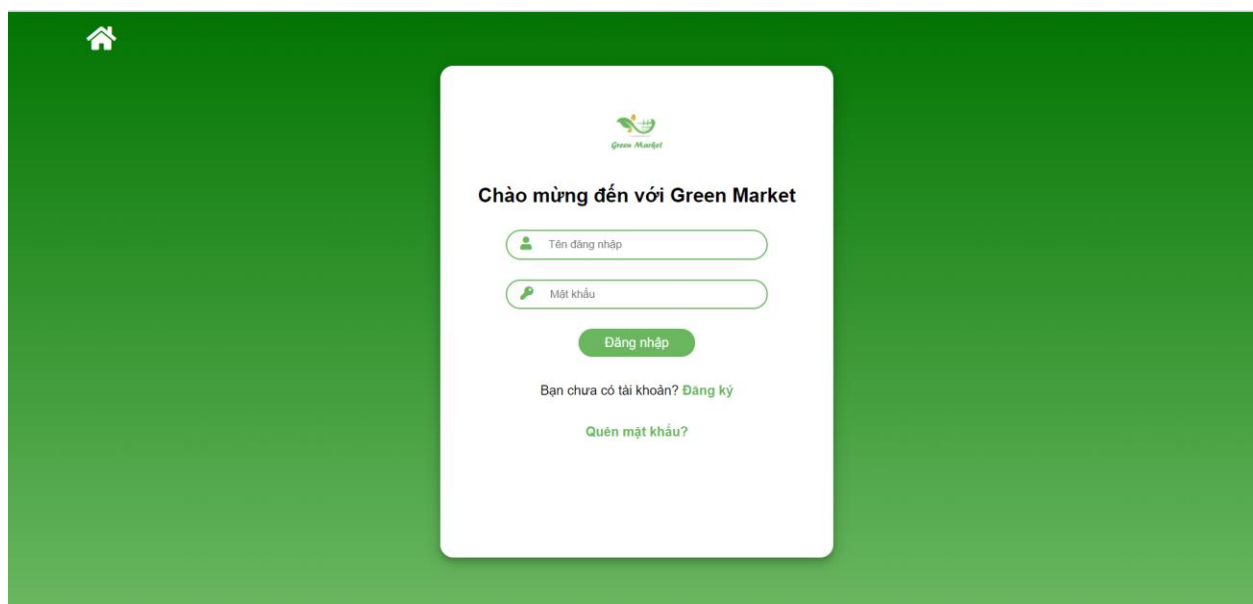 Green Market
Chào mừng đến với Green Market
Tên đăng nhập
Mật khẩu
Đăng nhập
Bạn chưa có tài khoản? Đăng ký
Quên mật khẩu?